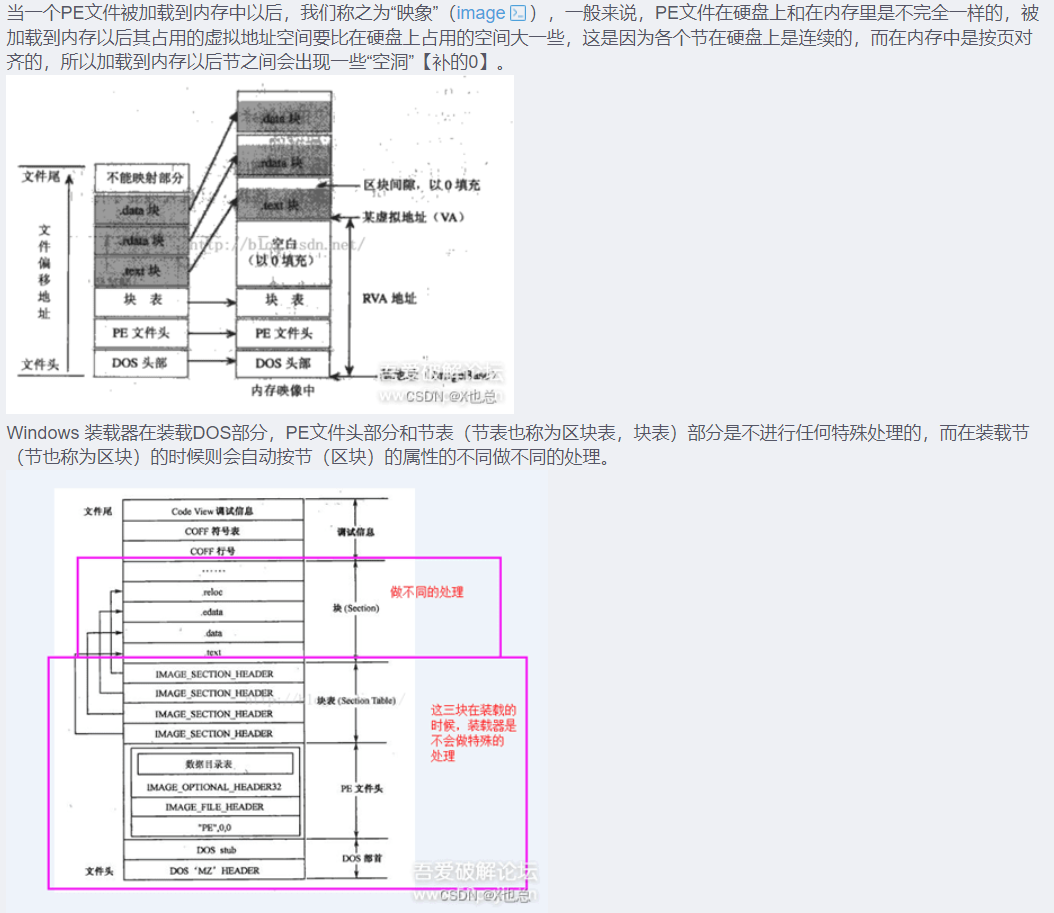 当一个PE文件被加载到内存中以后，我们称之为“映象”（image），一般来说，PE文件在硬盘上和在内存里是不完全一样的，被
加载到内存以后其占用的虚拟地址空间要比在硬盘上占用的空间大一些，这是因为各个节在硬盘上是连续的，而在内存中是按页对
齐的，所以加载到内存以后节之间会出现一些“空洞”【补的0】。
.data 块
.rdata 块
文件尾
不能映射部分
区块间隙，以 0 填充
.data 块
.text 块
某虚拟地址（VA）
文件偏移地址
.rdata 块
空白
（以 0 填充）
.text 块
块 表
块 表
RVA 地址
PE 文件头
PE 文件头
文件头
DOS 头部
DOS 头部
内存映像中
吾爱破解论坛
CSDN @X也总
Windows 装载器在装载DOS部分，PE文件头部分和节表（节表也称为区块表，块表）部分是不进行任何特殊处理的，而在装载节
（节也称为区块）的时候则会自动按节（区块）的属性的不同做不同的处理。
文件尾
Code View 调试信息
COFF 符号表
调试信息
COFF 行号
……
.reloc
做不同的处理
.edata
块 (Section)
.data
.text
IMAGE_SECTION_HEADER
IMAGE_SECTION_HEADER
块表 (Section Table)
IMAGE_SECTION_HEADER
IMAGE_SECTION_HEADER
这三块在装载的
时候，装载器是
不会做特殊的
处理
数据目录表
IMAGE_OPTIONAL_HEADER32
PE 文件头
IMAGE_FILE_HEADER
"PE",0,0
DOS stub
DOS 部首
文件头
DOS 'MZ' HEADER
吾爱破解论坛
CSDN @X也总